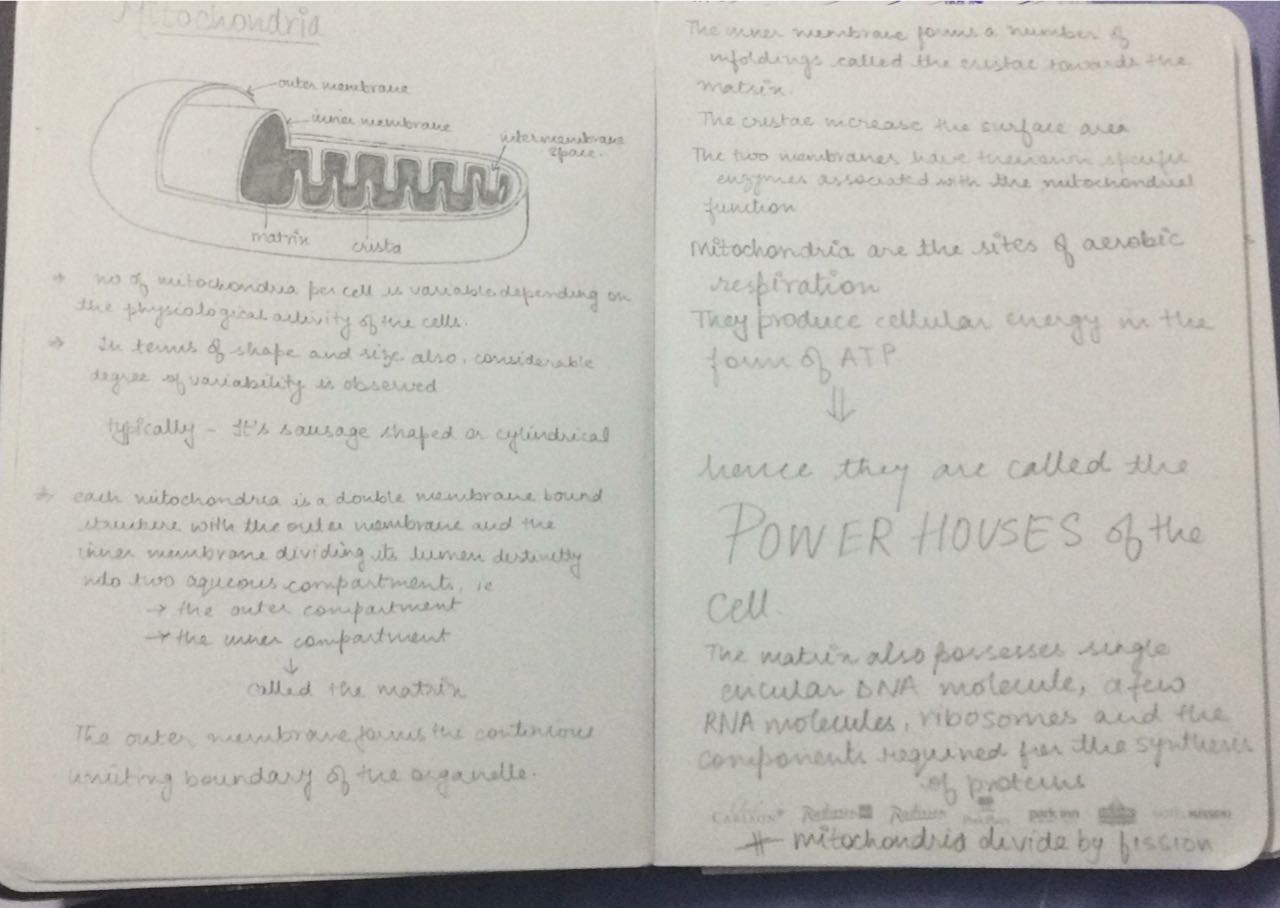 Mitochondria
outer membrane
inner membrane
intermembrane
space.
matrix
crista
→ no of mitochondria per cell is variable depending on
the physiological activity of the cells.
→ In terms of shape and size also, considerable
degree of variability is observed
typically - It's sausage shaped or cylindrical
→ each mitochondria is a double membrane bound
structure with the outer membrane and the
inner membrane dividing its lumen distinctly
into two aqueous compartments, ie
→ the outer compartment
→ the inner compartment
↓
called the matrix
The outer membrane forms the continuous
limiting boundary of the organelle.
The inner membrane forms a number of
infoldings called the cristae towards the
matrix.
The cristae increase the surface area
The two membranes have their own specific
enzymes associated with the mitochondrial
function
Mitochondria are the sites of aerobic
respiration
They produce cellular energy in the
form of ATP
⇓
hence they are called the
POWER HOUSES of the
Cell.
The matrix also possesses single
circular DNA molecule, a few
RNA molecules, ribosomes and the
components required for the synthesis
of proteins
CARLSON Radisson Radisson park inn
# mitochondria divide by fission